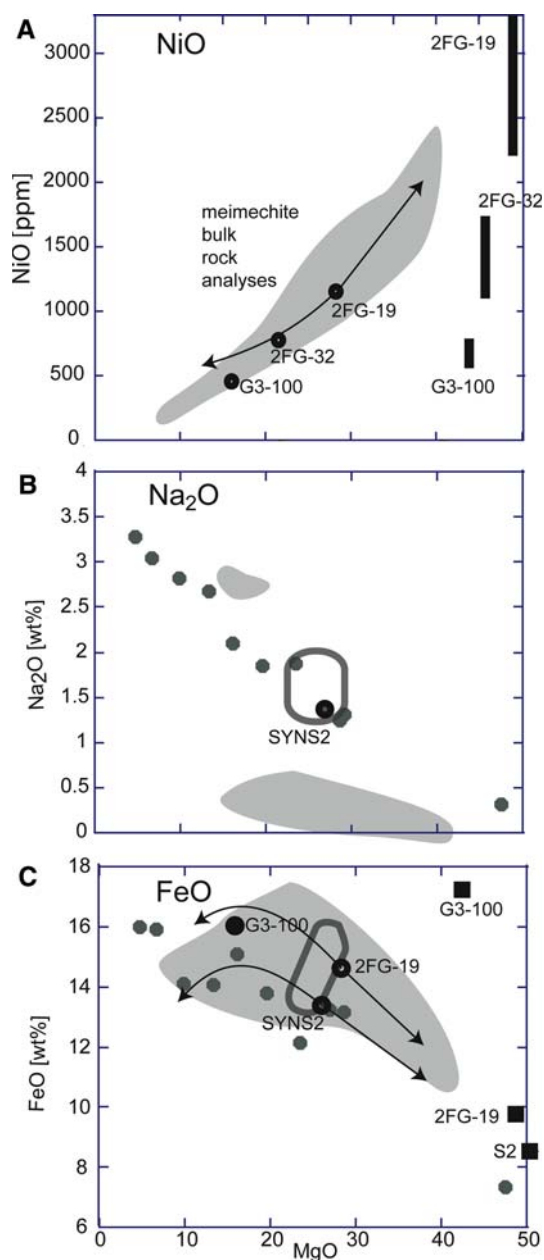 A
NiO
3000
2500
2000
1500
1000
500
0
NiO [ppm]
2FG-19
2FG-32
G3-100
meimechite
bulk
rock
analyses
2FG-19
2FG-32
G3-100
B
Na2O
4
3.5
3
2.5
2
1.5
1
0.5
0
Na2O [wt%]
SYNS2
C
FeO
18
16
14
12
10
8
6
FeO [wt%]
G3-100
G3-100
2FG-19
SYNS2
2FG-19
S2
0 10 20 30 40 50
MgO